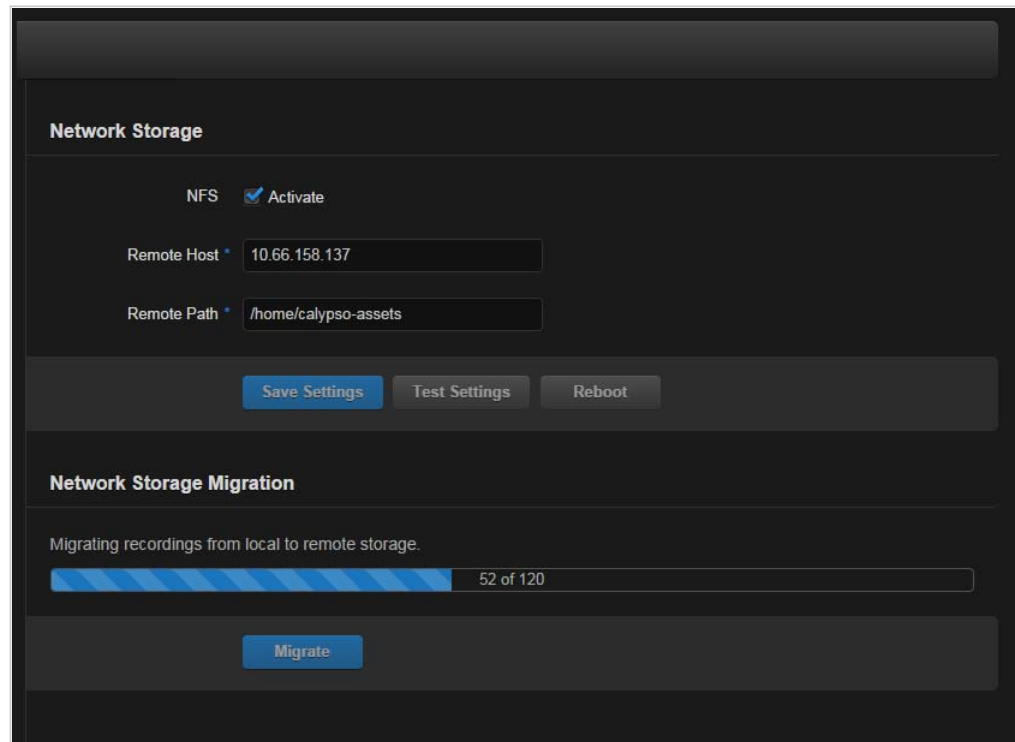 Network Storage
NFS Activate
Remote Host * 10.66.158.137
Remote Path * /home/calypso-assets
Save Settings Test Settings Reboot
Network Storage Migration
Migrating recordings from local to remote storage.
52 of 120
Migrate